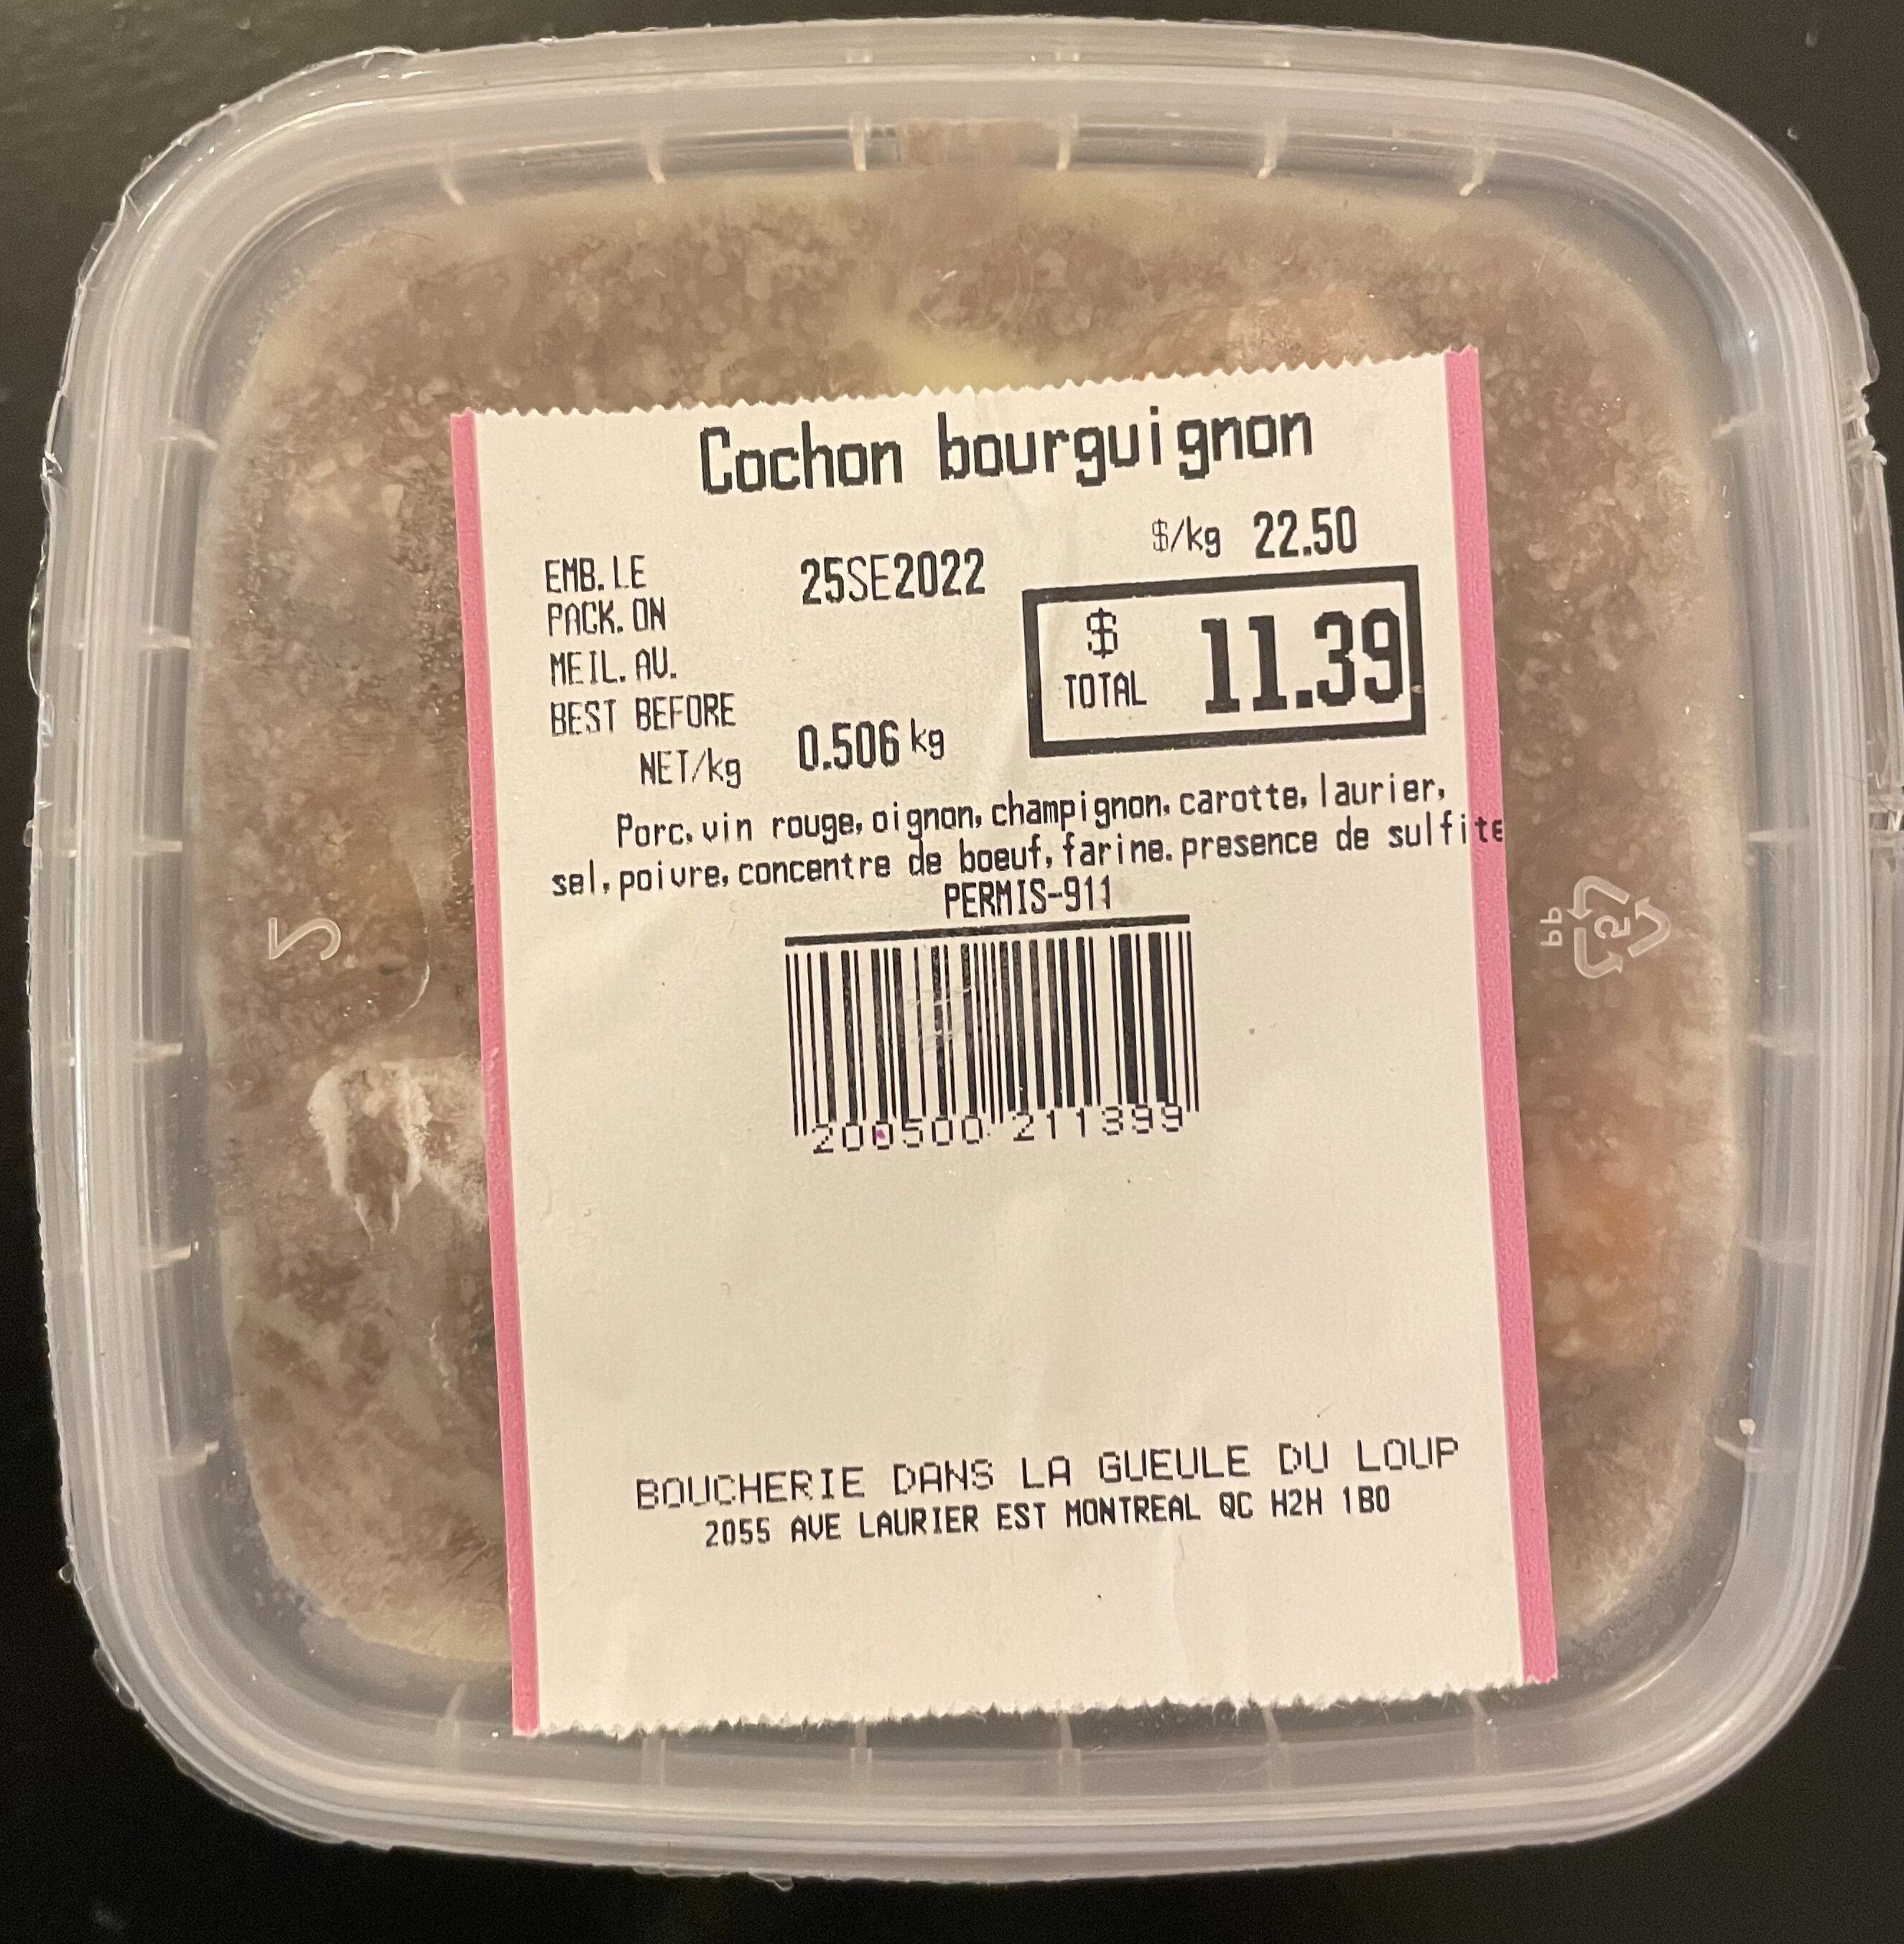 Cochon bourguignon
$/kg 22.50
EMB. LE
PACK. ON
25SE2022
MEIL. AV.
BEST BEFORE
$
TOTAL
11.39
NET/kg 0.506 kg
Porc, vin rouge, oignon, champignon, carotte, laurier,
sel, poivre, concentre de boeuf, farine. presence de sulfite
PERMIS-911
200500 211399
BOUCHERIE DANS LA GUEULE DU LOUP
2055 AVE LAURIER EST MONTREAL QC H2H 1B0
2
5
PP